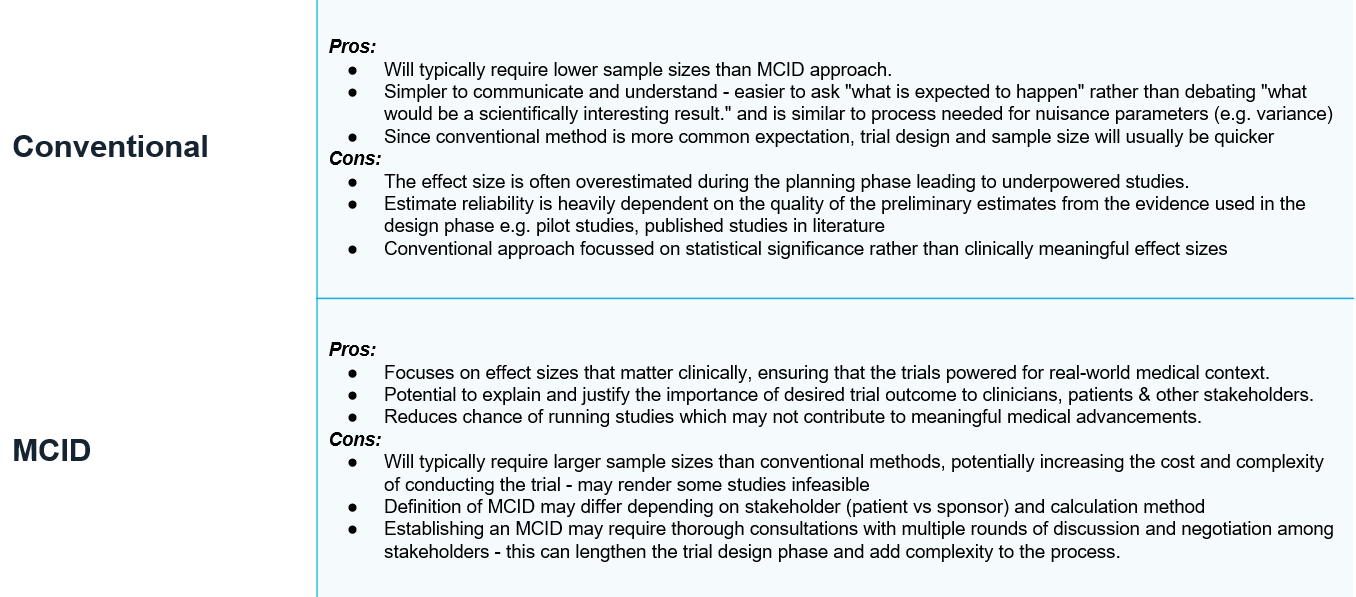 Conventional
Pros:
● Will typically require lower sample sizes than MCID approach.
● Simpler to communicate and understand - easier to ask "what is expected to happen" rather than debating "what
would be a scientifically interesting result." and is similar to process needed for nuisance parameters (e.g. variance)
● Since conventional method is more common expectation, trial design and sample size will usually be quicker
Cons:
● The effect size is often overestimated during the planning phase leading to underpowered studies.
● Estimate reliability is heavily dependent on the quality of the preliminary estimates from the evidence used in the
design phase e.g. pilot studies, published studies in literature
● Conventional approach focussed on statistical significance rather than clinically meaningful effect sizes
MCID
Pros:
● Focuses on effect sizes that matter clinically, ensuring that the trials powered for real-world medical context.
● Potential to explain and justify the importance of desired trial outcome to clinicians, patients & other stakeholders.
● Reduces chance of running studies which may not contribute to meaningful medical advancements.
Cons:
● Will typically require larger sample sizes than conventional methods, potentially increasing the cost and complexity
of conducting the trial - may render some studies infeasible
● Definition of MCID may differ depending on stakeholder (patient vs sponsor) and calculation method
● Establishing an MCID may require thorough consultations with multiple rounds of discussion and negotiation among
stakeholders - this can lengthen the trial design phase and add complexity to the process.